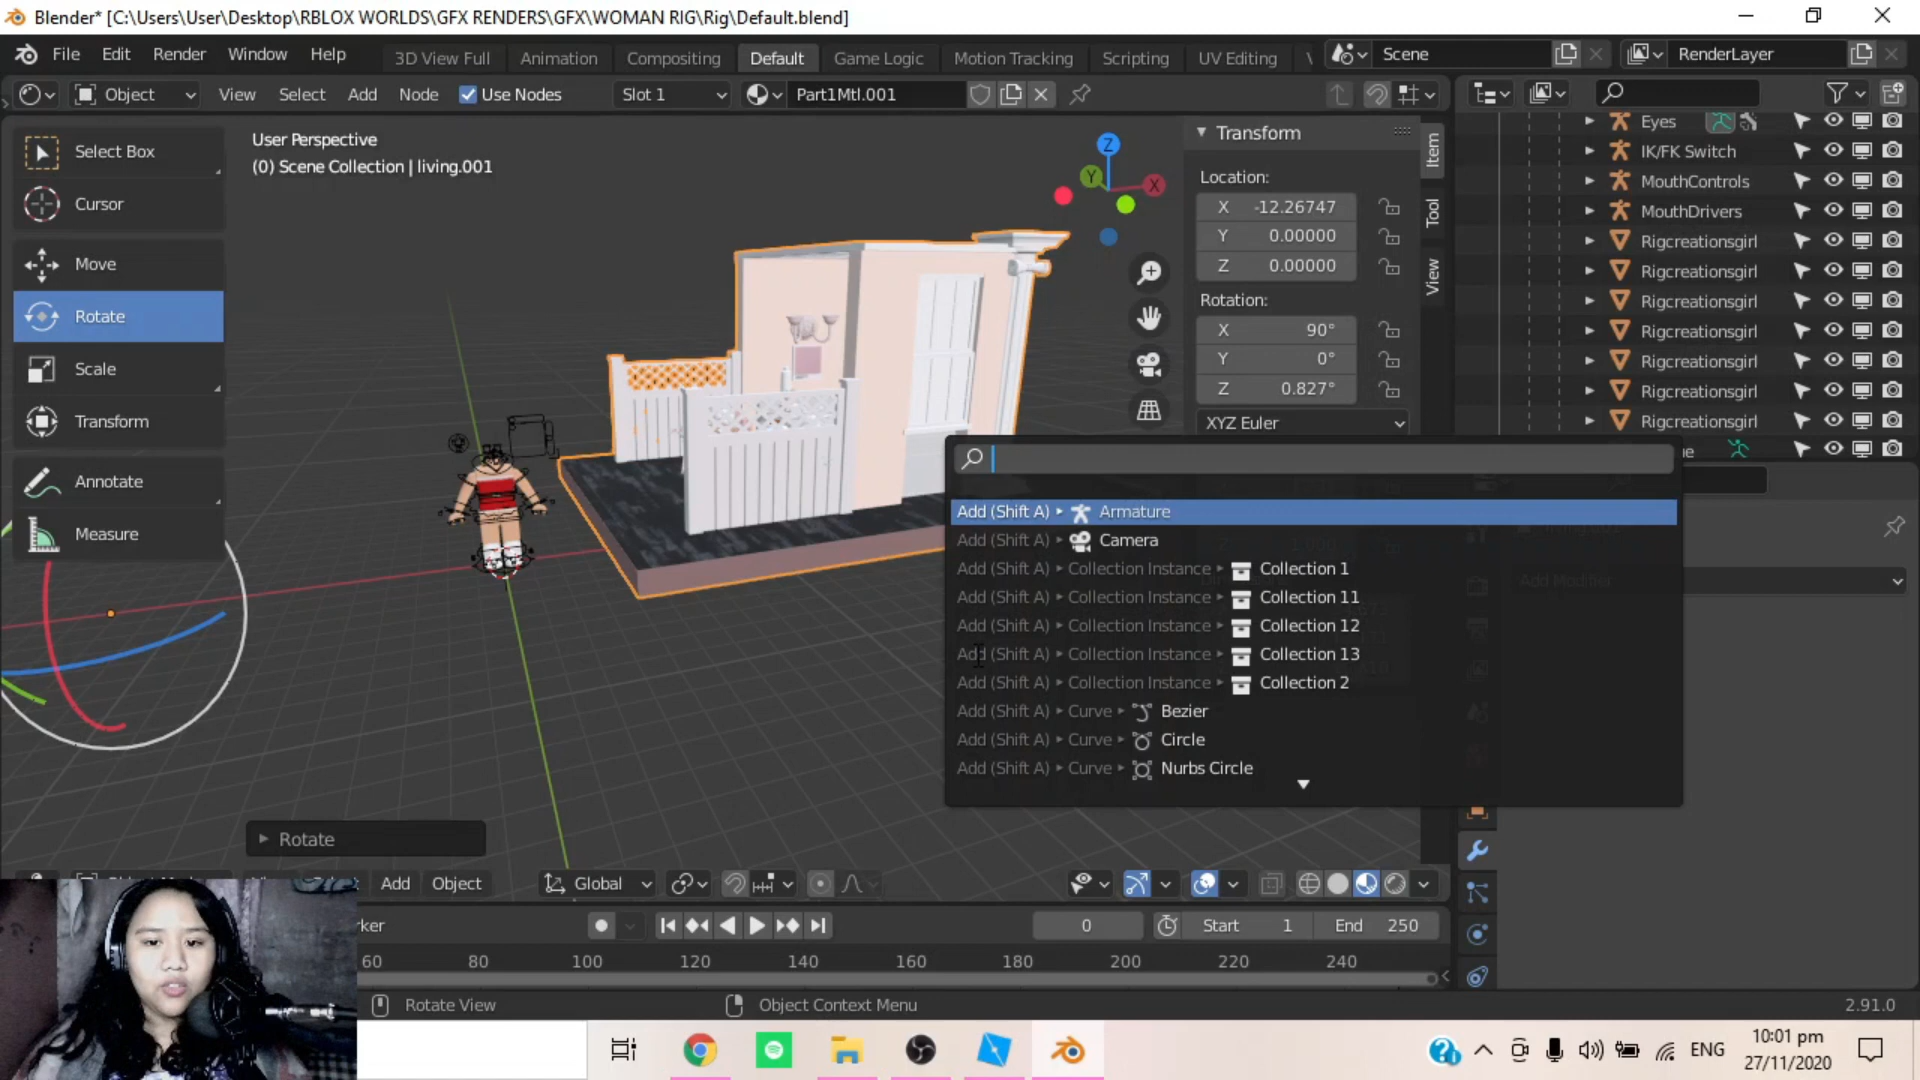 Blender* [C:\Users\User\Desktop\RBLOX WORLDS\GFX RENDERS\GFX\WOMAN RIG\Rig\Default.blend]
File Edit Render Window Help 3D View Full Animation Compositing Default Game Logic Motion Tracking Scripting UV Editing Scene RenderLayer
Object View Select Add Node Use Nodes Slot 1 Part1Mtl.001
Select Box
Cursor
Move
Rotate
Scale
Transform
Annotate
Measure
User Perspective
(0) Scene Collection | living.001
Z
Y
X
Transform
Location:
X -12.26747
Y 0.00000
Z 0.00000
Rotation:
X 90°
Y 0°
Z 0.827°
XYZ Euler
Item
Tool
View
Eyes
IK/FK Switch
MouthControls
MouthDrivers
Rigcreationsgirl
Rigcreationsgirl
Rigcreationsgirl
Rigcreationsgirl
Rigcreationsgirl
Rigcreationsgirl
Rigcreationsgirl
Add (Shift A) ▸ Armature
Add (Shift A) ▸ Camera
Add (Shift A) ▸ Collection Instance ▸ Collection 1
Add (Shift A) ▸ Collection Instance ▸ Collection 11
Add (Shift A) ▸ Collection Instance ▸ Collection 12
Add (Shift A) ▸ Collection Instance ▸ Collection 13
Add (Shift A) ▸ Collection Instance ▸ Collection 2
Add (Shift A) ▸ Curve ▸ Bezier
Add (Shift A) ▸ Curve ▸ Circle
Add (Shift A) ▸ Curve ▸ Nurbs Circle
Add Modifier
Rotate
Add Object Global
0 Start 1 End 250
60 80 100 120 140 160 180 200 220 240
Rotate View Object Context Menu 2.91.0
ENG
10:01 pm
27/11/2020